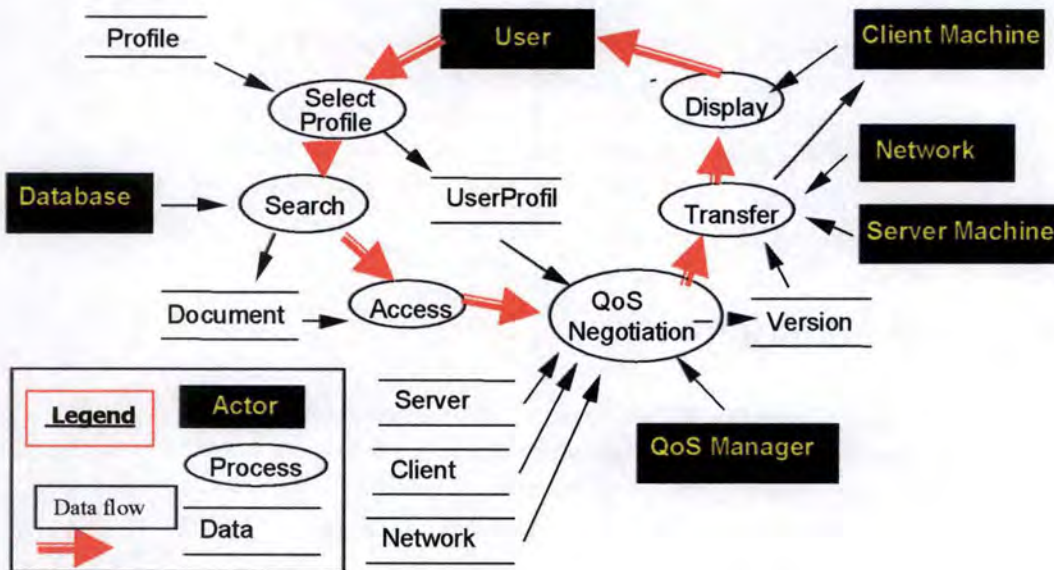 Profile
User
Client Machine
Select
Profile
Display
Network
Database
Search
UserProfil
Transfer
Server Machine
Document
Access
QoS
Negotiation
Version
Legend
Actor
Server
QoS Manager
Process
Client
Data flow
Data
Network